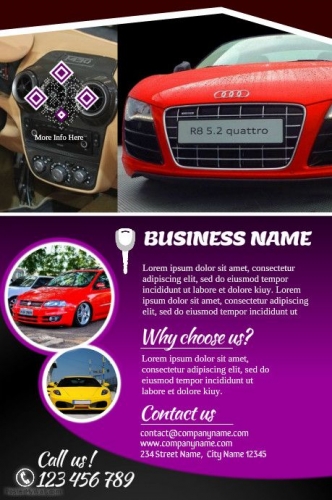 More Info Here
R8 5.2 quattro
BUSINESS NAME
Lorem ipsum dolor sit amet, consectetur
adipiscing elit, sed do eiusmod tempor
incididunt ut labore et dolore kiuy. Lorem
ipsum dolor sit amet, consectetur adipiscing
elit, sed do eiusmod tempor incididunt ut
labore et dolore lor.
Why choose us?
Lorem ipsum dolor sit amet,
consectetur adipiscing elit, sed do
eiusmod tempor incididunt ut
labore et dolore kiuy.
Contact us
contact@companyname.com
www.companyname.com
234 Street Name, City Name 12345
Call us!
123 456 789